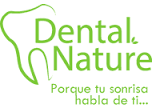 Dental
Nature
Porque tu sonrisa
habla de ti...